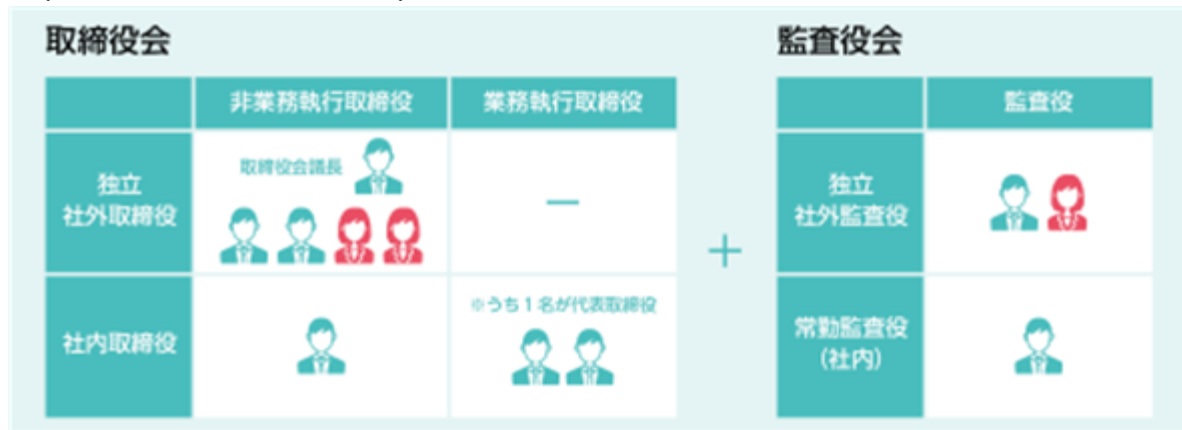 取締役会
非業務執行取締役
業務執行取締役
独立
社外取締役
取締役会議長
—
社内取締役
※うち1名が代表取締役
+
監査役会
監査役
独立
社外監査役
常勤監査役
(社内)